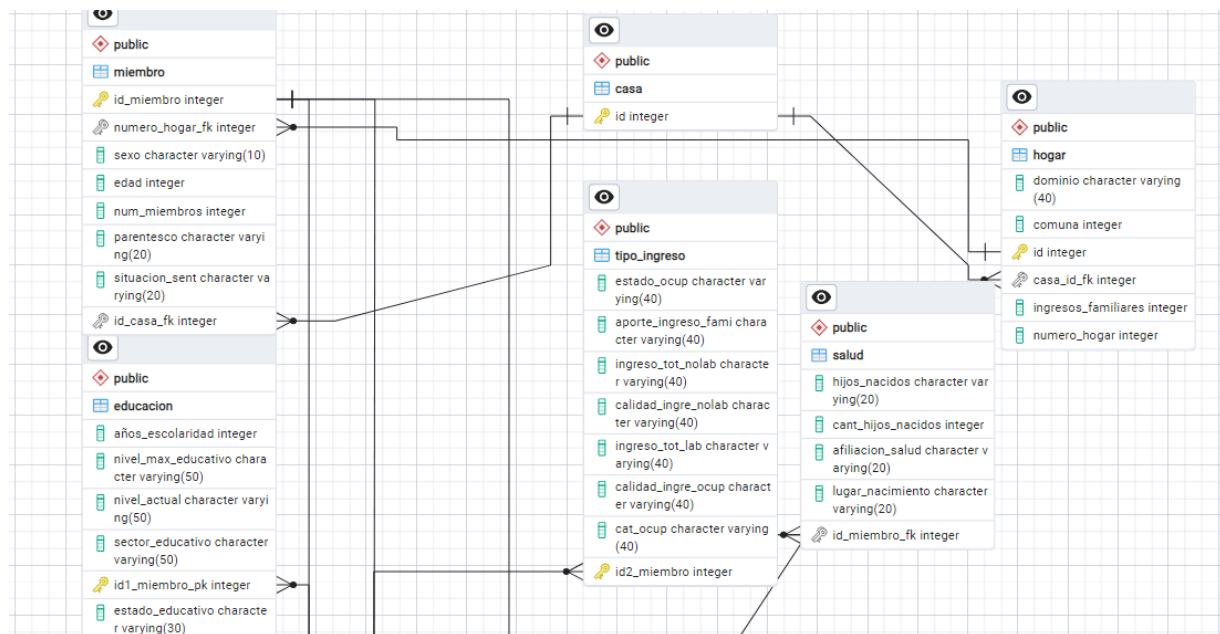 public
miembro
id_miembro integer
numero_hogar_fk integer
sexo character varying(10)
edad integer
num_miembros integer
parentesco character varyi
ng(20)
situacion_sent character va
rying(20)
id_casa_fk integer
public
educacion
años_escolaridad integer
nivel_max_educativo chara
cter varying(50)
nivel_actual character varyi
ng(50)
sector_educativo character
varying(50)
id1_miembro_pk integer
estado_educativo characte
r varying(30)
public
casa
id integer
public
tipo_ingreso
estado_ocup character var
ying(40)
aporte_ingreso_fami chara
cter varying(40)
ingreso_tot_nolab characte
r varying(40)
calidad_ingre_nolab charac
ter varying(40)
ingreso_tot_lab character v
arying(40)
calidad_ingre_ocup charact
er varying(40)
cat_ocup character varying
(40)
id2_miembro integer
public
salud
hijos_nacidos character var
ying(20)
cant_hijos_nacidos integer
afiliacion_salud character v
arying(20)
lugar_nacimiento character
varying(20)
id_miembro_fk integer
public
hogar
dominio character varying
(40)
comuna integer
id integer
casa_id_fk integer
ingresos_familiares integer
numero_hogar integer